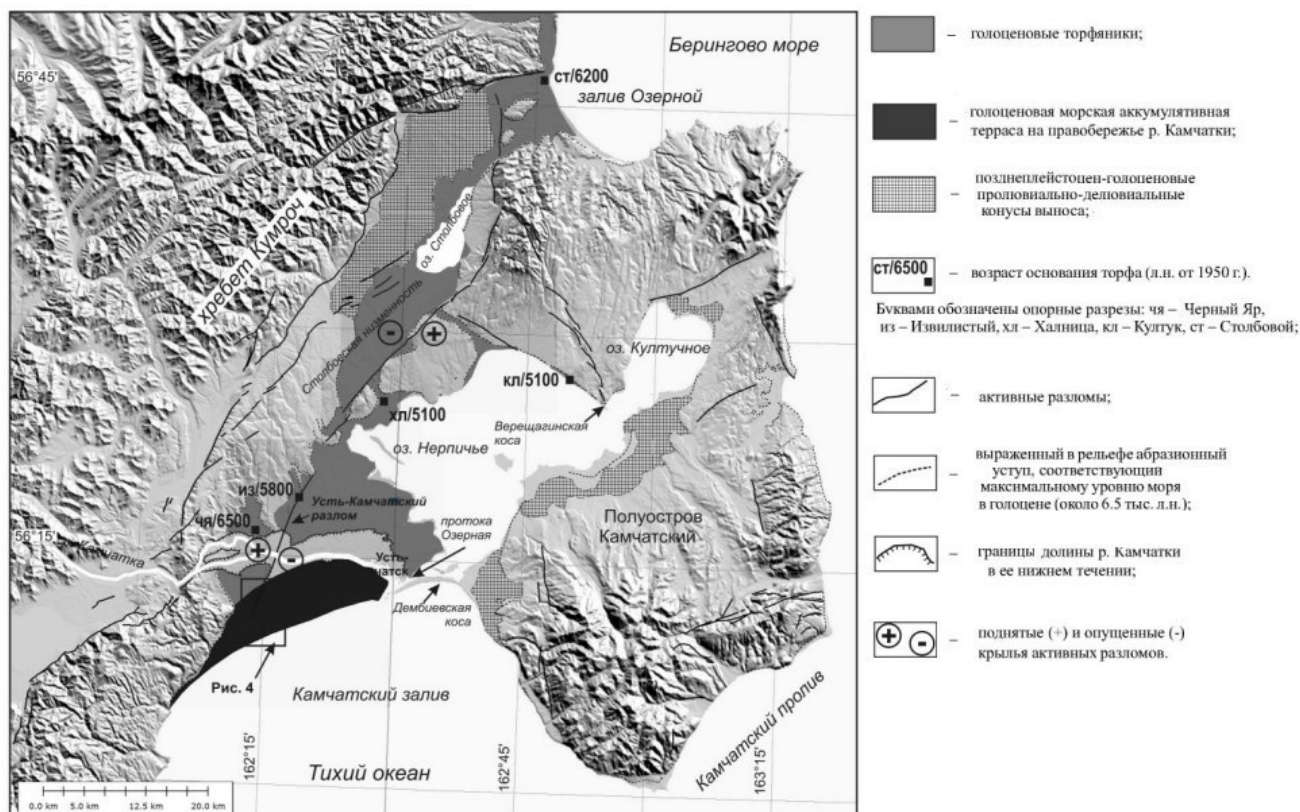 Берингово море
56°45'
ст/6200
залив Озерной
хребет Кумроч
оз. Столбовое
Столбовская низменность
-
+
оз. Култучное
кл/5100
хл/5100
Верещагинская
коса
оз. Нерпичье
из/5800
Усть-Камчатский
разлом
чя/6500
протока
Озерная
Полуостров
Камчатский
56°15'
р. Камчатка
+
-
Усть-
Дембиевская
коса
Рис. 4
Камчатский залив
Камчатский пролив
162°15'
162°45'
163°15'
Тихий океан
0.0 km 5.0 km 12.5 km 20.0 km
– голоценовые торфяники;
– голоценовая морская аккумулятивная
терраса на правобережье р. Камчатки;
– позднеплейстоцен-голоценовые
пролювиально-делювиальные
конусы выноса;
ст/6500 – возраст основания торфа (л.н. от 1950 г.).
Буквами обозначены опорные разрезы: чя – Черный Яр,
из – Извилистый, хл – Халница, кл – Култук, ст – Столбовой;
– активные разломы;
– выраженный в рельефе абразионный
уступ, соответствующий
максимальному уровню моря
в голоцене (около 6.5 тыс. л.н.);
– границы долины р. Камчатки
в ее нижнем течении;
+ - – поднятые (+) и опущенные (-)
крылья активных разломов.